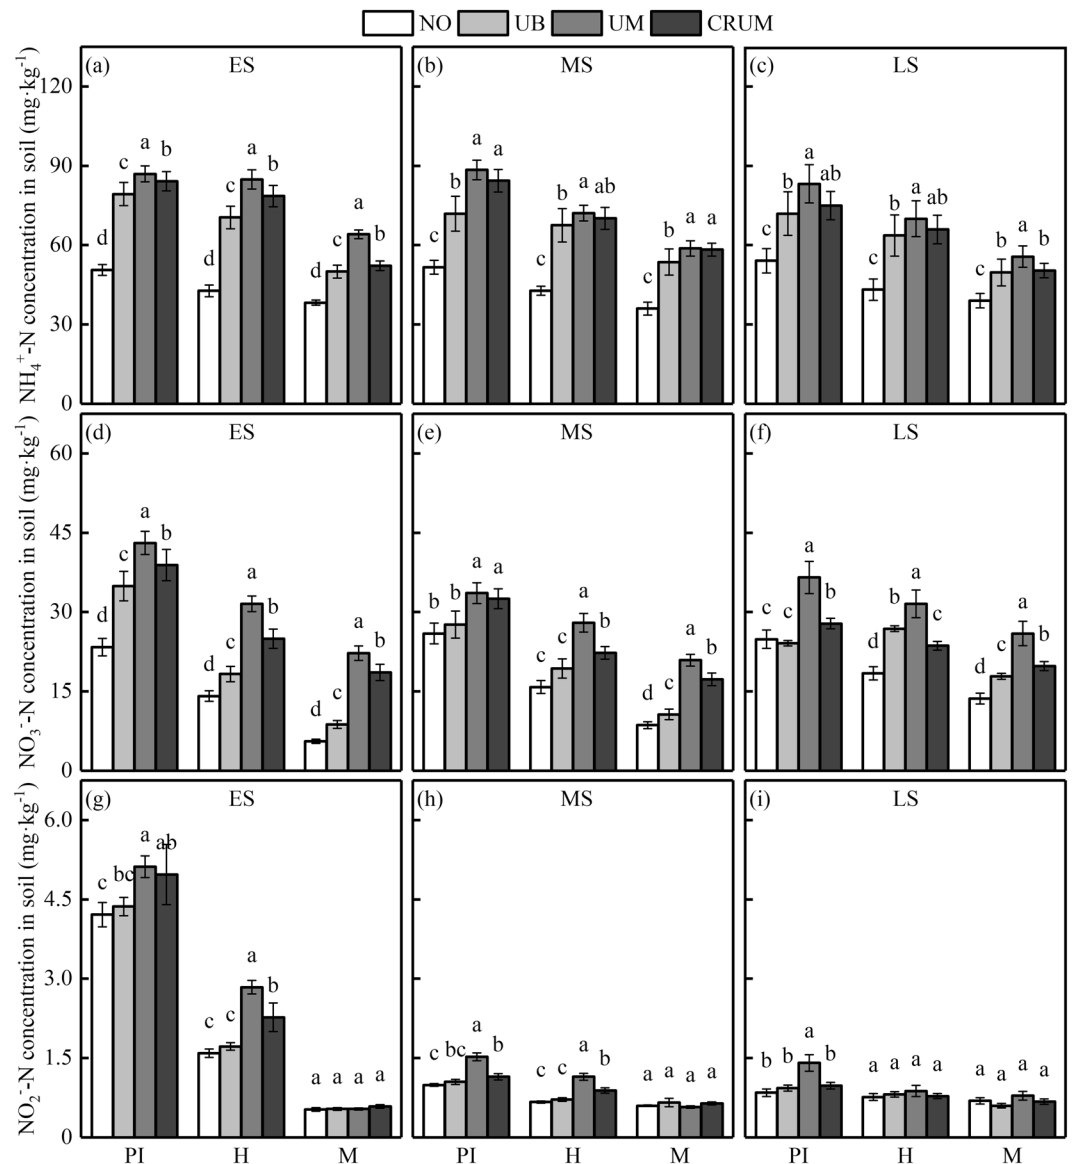 NO UB UM CRUM
(a) ES (b) MS (c) LS
NH₄⁺-N concentration in soil (mg·kg⁻¹)
120
90
60
30
0
d c a b d c a b d c a b
c b a a c b a ab c b a a
c b a ab c b a ab c b a b
(d) ES (e) MS (f) LS
NO₃⁻-N concentration in soil (mg·kg⁻¹)
60
45
30
15
0
d c a b d c a b d c a b
b b a a c c a b d c a b
c c a b d b a c d c a b
(g) ES (h) MS (i) LS
NO₂⁻-N concentration in soil (mg·kg⁻¹)
6.0
4.5
3.0
1.5
0
c bc a ab c c a b a a a a
c bc a b c c a b a a a a
b b a b a a a a a a a a
PI H M PI H M PI H M